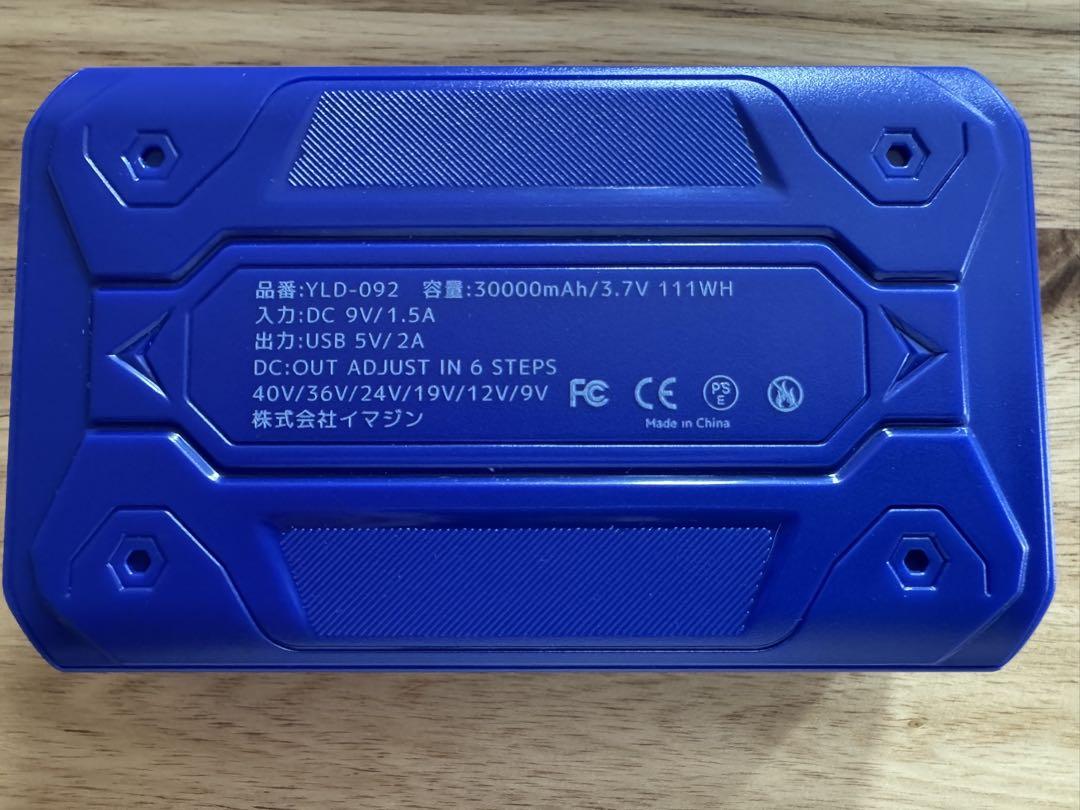 品番:YLD-092 容量:30000mAh/3.7V 111WH
入力:DC 9V/1.5A
出力:USB 5V/2A
DC:OUT ADJUST IN 6 STEPS
40V/36V/24V/19V/12V/9V FC CE PSE
株式会社イマジン Made in China